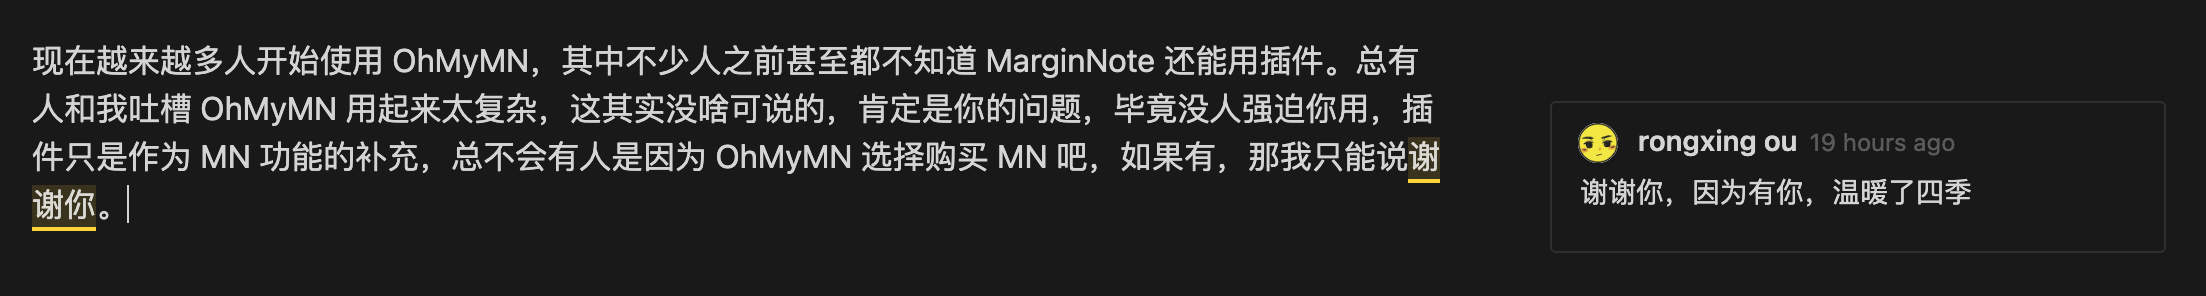 现在越来越多人开始使用 OhMyMN，其中不少人之前甚至都不知道 MarginNote 还能用插件。总有
人和我吐槽 OhMyMN 用起来太复杂，这其实没啥可说的，肯定是你的问题，毕竟没人强迫你用，插
件只是作为 MN 功能的补充，总不会有人是因为 OhMyMN 选择购买 MN 吧，如果有，那我只能说谢
谢你。
rongxing ou 19 hours ago
谢谢你，因为有你，温暖了四季